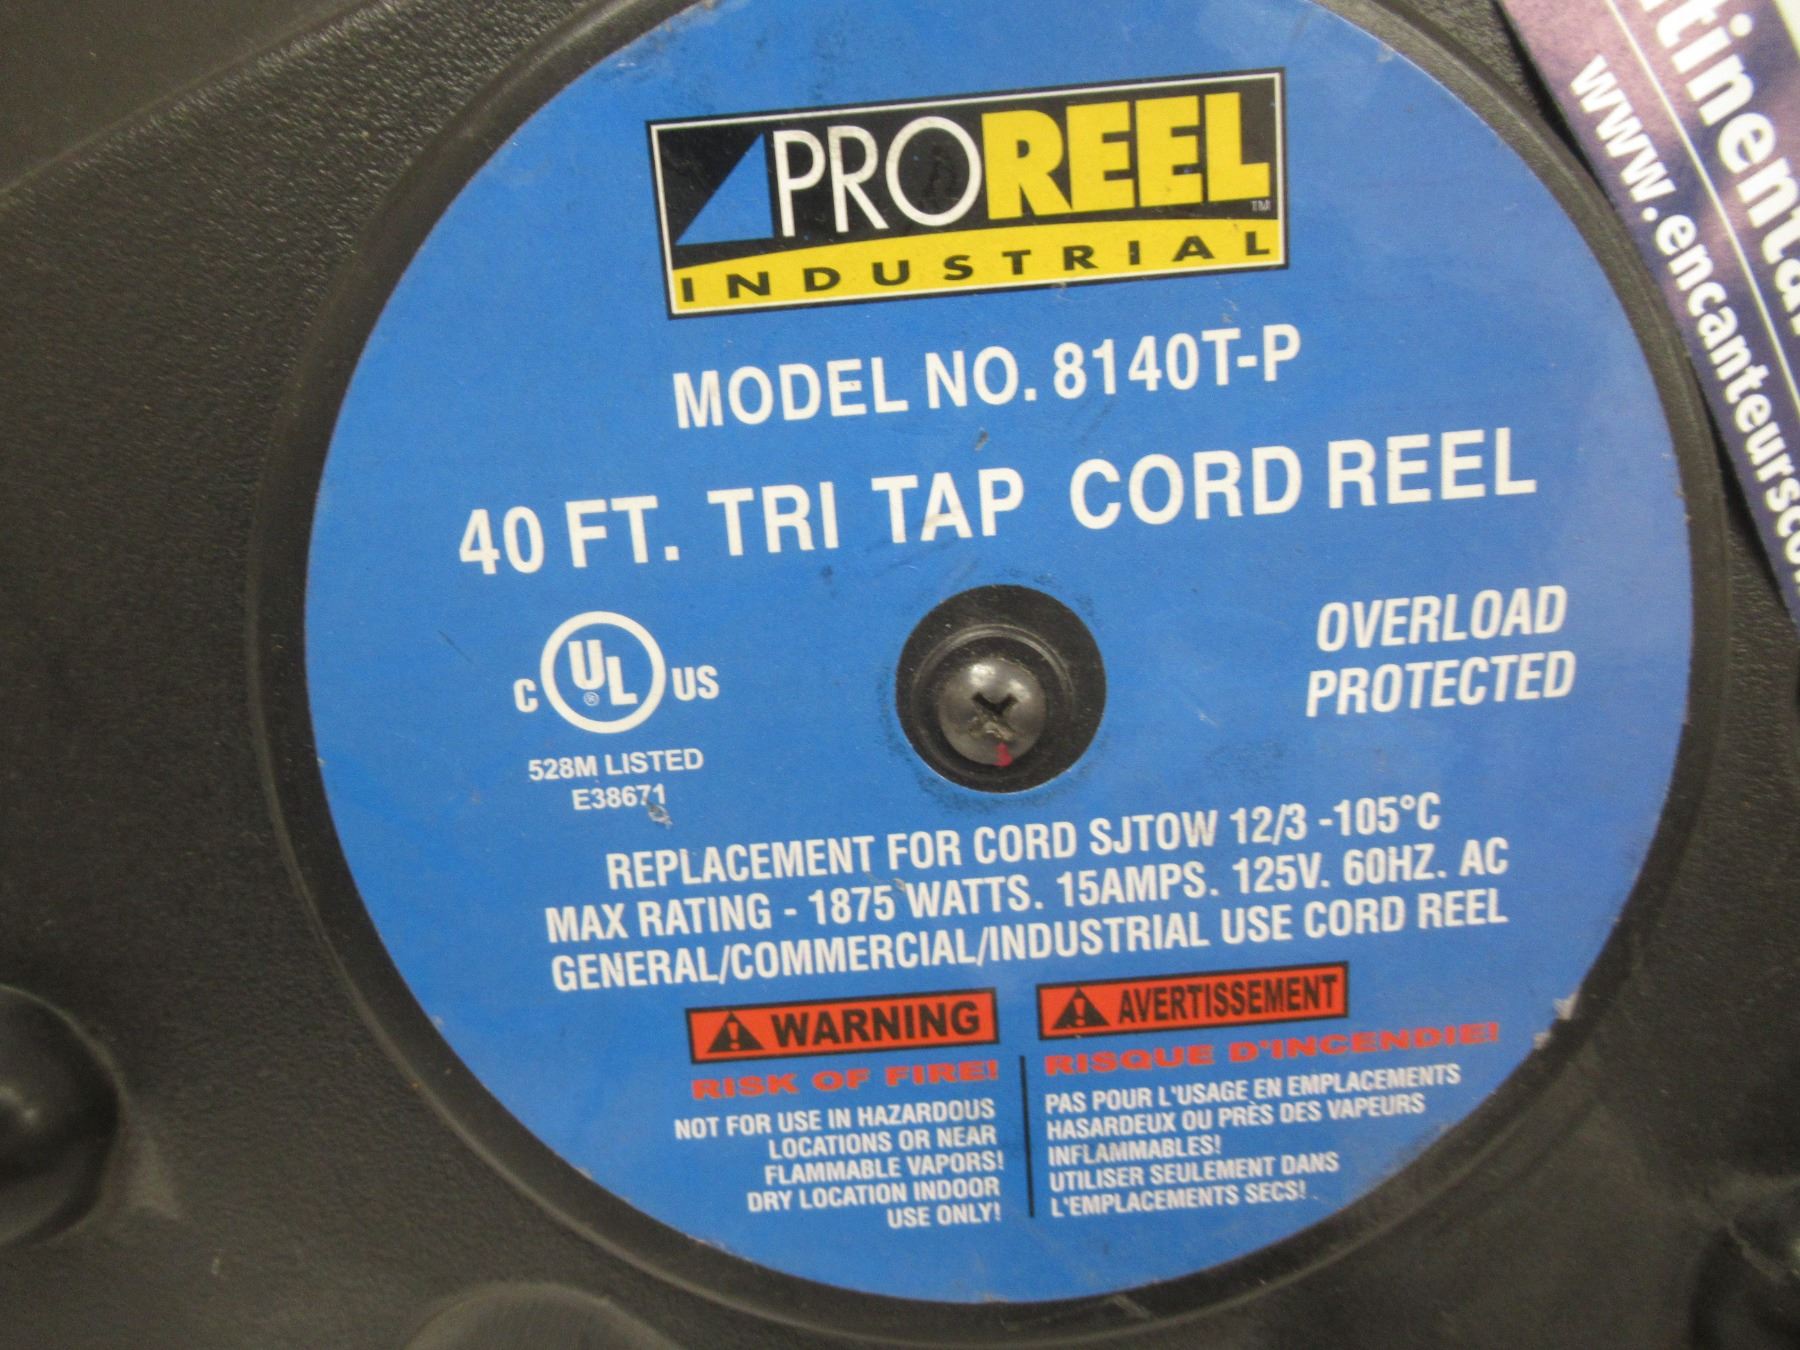 PROREEL
TM
INDUSTRIAL
MODEL NO. 8140T-P
40 FT. TRI TAP CORD REEL
OVERLOAD
PROTECTED
C UL ® US
528M LISTED
E38671
REPLACEMENT FOR CORD SJTOW 12/3 -105°C
MAX RATING - 1875 WATTS. 15AMPS. 125V. 60HZ. AC
GENERAL/COMMERCIAL/INDUSTRIAL USE CORD REEL
WARNING
RISK OF FIRE!
NOT FOR USE IN HAZARDOUS
LOCATIONS OR NEAR
FLAMMABLE VAPORS!
DRY LOCATION INDOOR
USE ONLY!
AVERTISSEMENT
RISQUE D'INCENDIE!
PAS POUR L'USAGE EN EMPLACEMENTS
HASARDEUX OU PRÈS DES VAPEURS
INFLAMMABLES!
UTILISER SEULEMENT DANS
L'EMPLACEMENTS SECS!
tinental
www.encanteursco